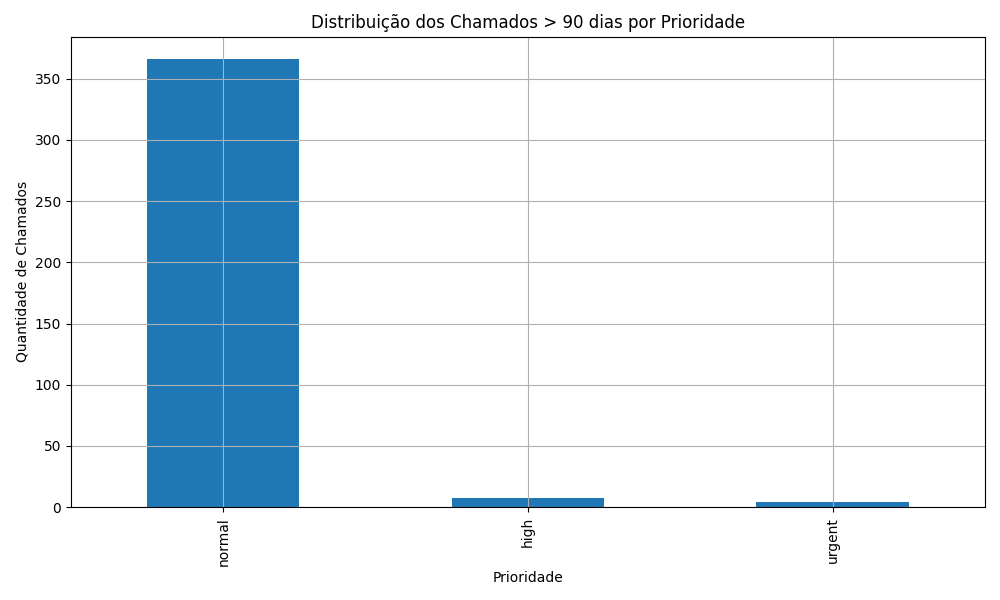 Distribuição dos Chamados > 90 dias por Prioridade
Quantidade de Chamados
350
300
250
200
150
100
50
0
normal
high
urgent
Prioridade